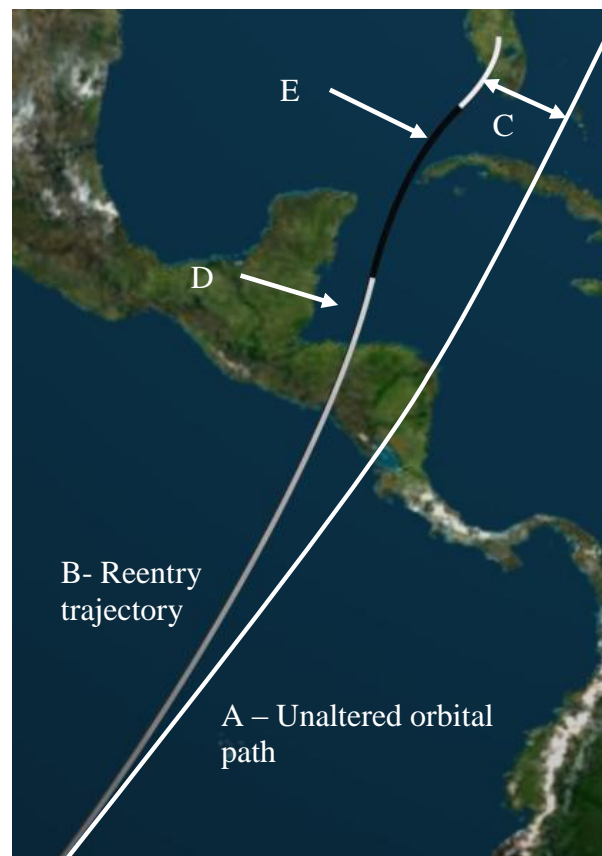 E
C
D
B- Reentry
trajectory
A – Unaltered orbital
path